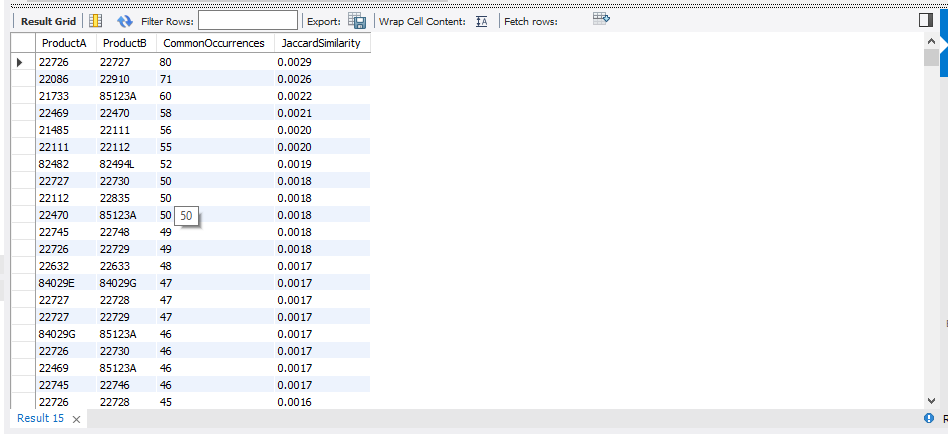 Result Grid Filter Rows: Export: Wrap Cell Content: Fetch rows:
ProductA ProductB CommonOccurrences JaccardSimilarity
22726 22727 80 0.0029
22086 22910 71 0.0026
21733 85123A 60 0.0022
22469 22470 58 0.0021
21485 22111 56 0.0020
22111 22112 55 0.0020
82482 82494L 52 0.0019
22727 22730 50 0.0018
22112 22835 50 0.0018
22470 85123A 50 50 0.0018
22745 22748 49 0.0018
22726 22729 49 0.0018
22632 22633 48 0.0017
84029E 84029G 47 0.0017
22727 22728 47 0.0017
22727 22729 47 0.0017
84029G 85123A 46 0.0017
22726 22730 46 0.0017
22469 85123A 46 0.0017
22745 22746 46 0.0017
22726 22728 45 0.0016
Result 15